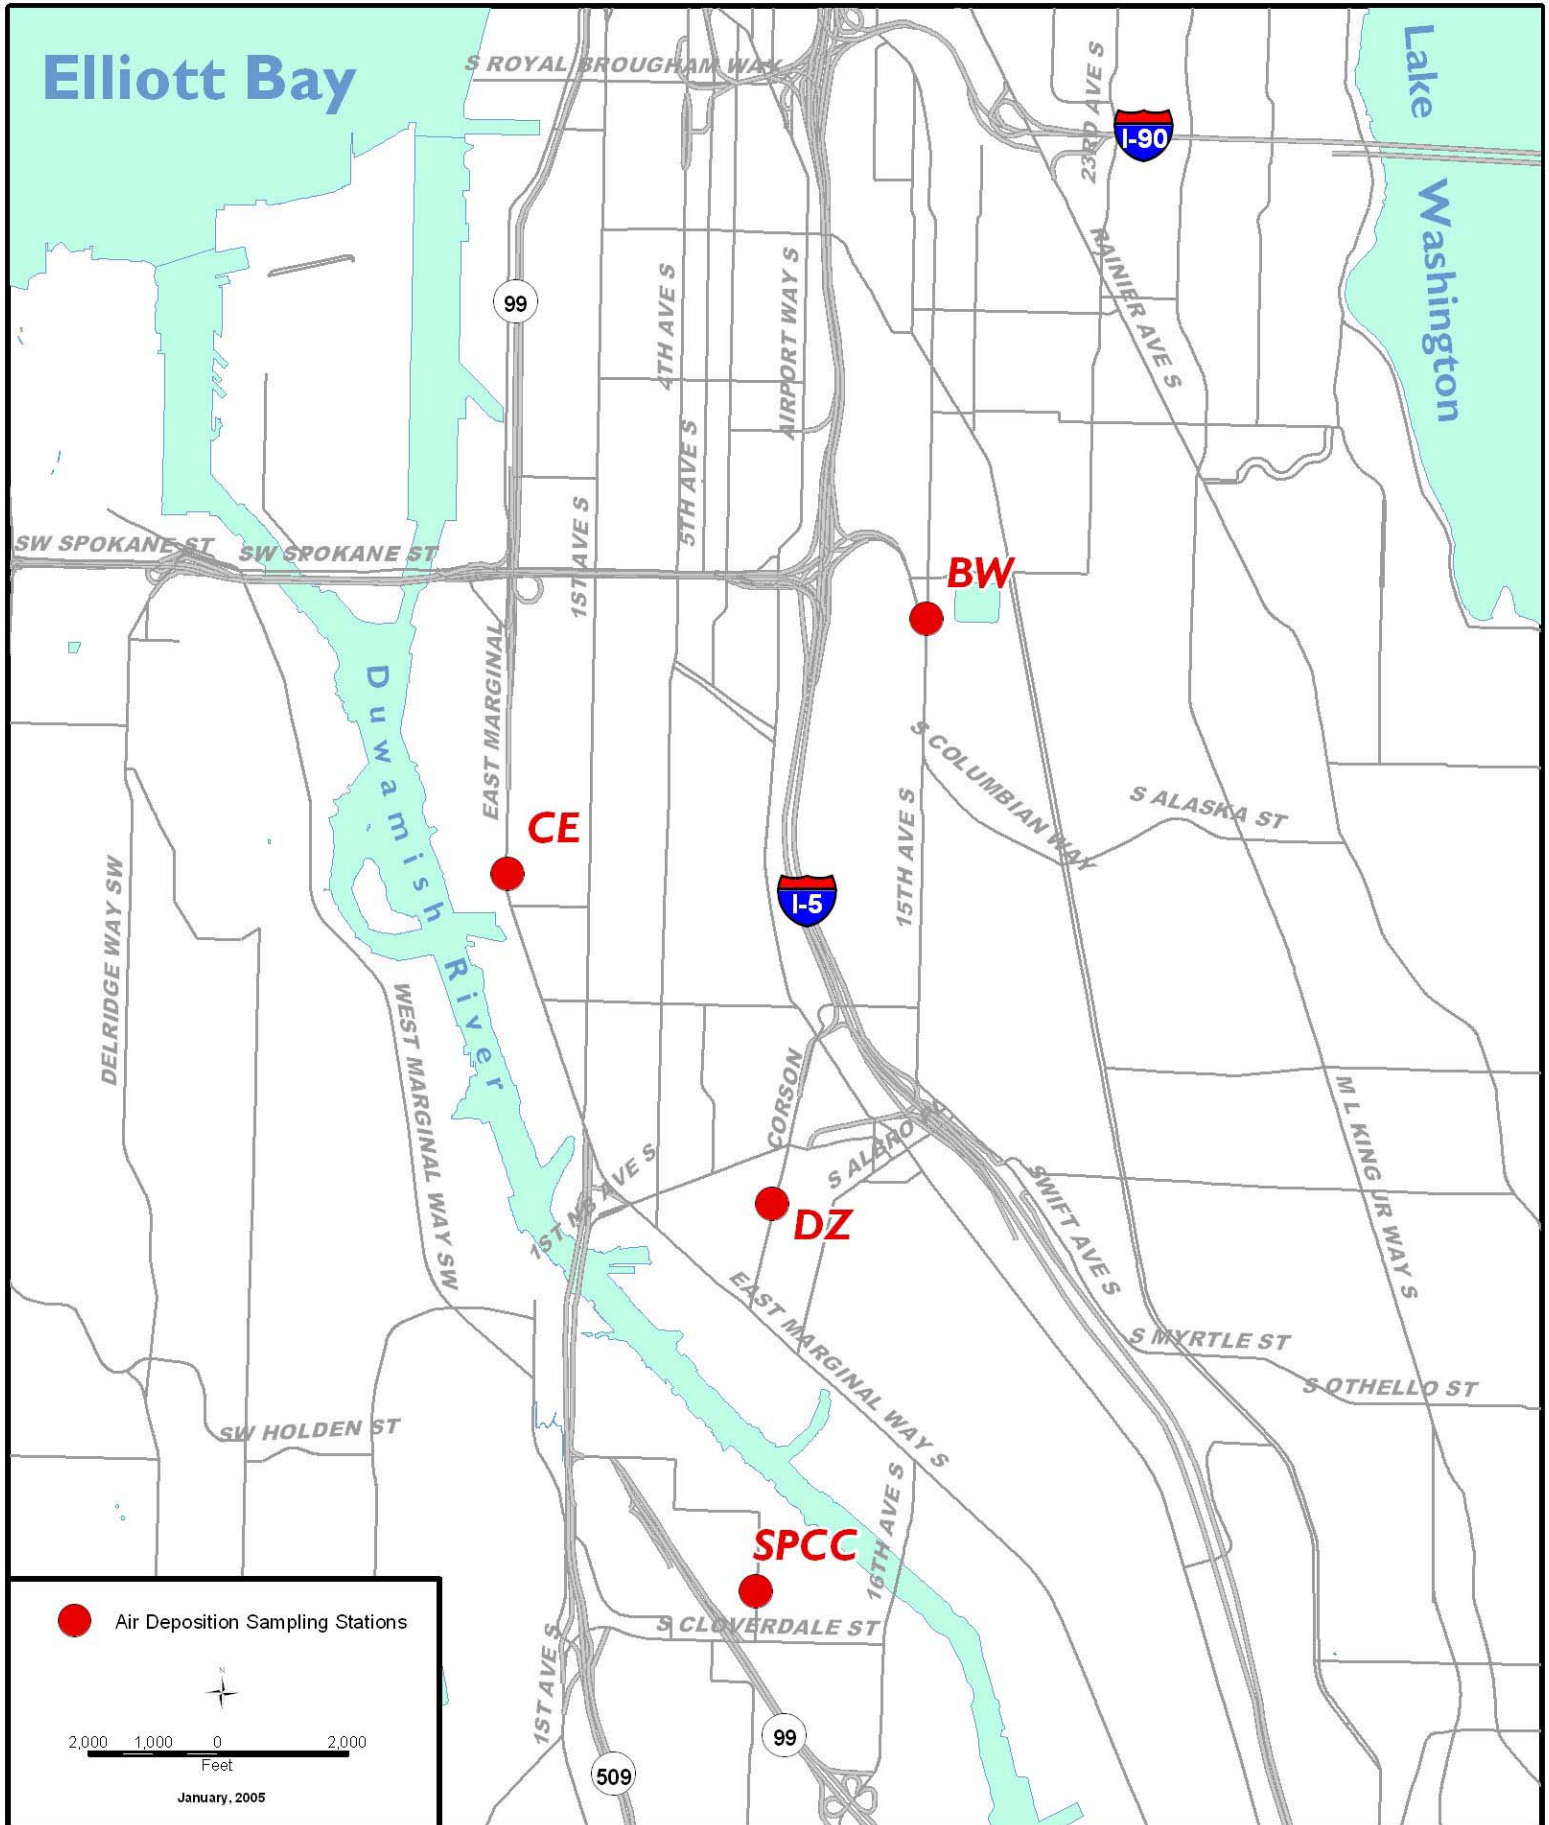 Elliott Bay
S ROYAL BROUGHAM WAY
23RD AVE S
I-90
Lake
Washington
RAINIER AVE S
99
4TH AVE S
AIRPORT WAY S
5TH AVE S
1ST AVE S
SW SPOKANE ST
SW SPOKANE ST
BW
EAST MARGINAL
Duwamish
River
S COLUMBIAN WAY
S ALASKA ST
15TH AVE S
CE
I-5
DELRIDGE WAY SW
WEST MARGINAL WAY SW
CORSON
S ALBRO PL
1ST NB AVE S
DZ
SWIFT AVE S
M L KING JR WAY S
EAST MARGINAL WAY S
S MYRTLE ST
S OTHELLO ST
SW HOLDEN ST
16TH AVE S
SPCC
S CLOVERDALE ST
1ST AVE S
99
509
Air Deposition Sampling Stations
N
2,000 1,000 0 2,000
Feet
January, 2005